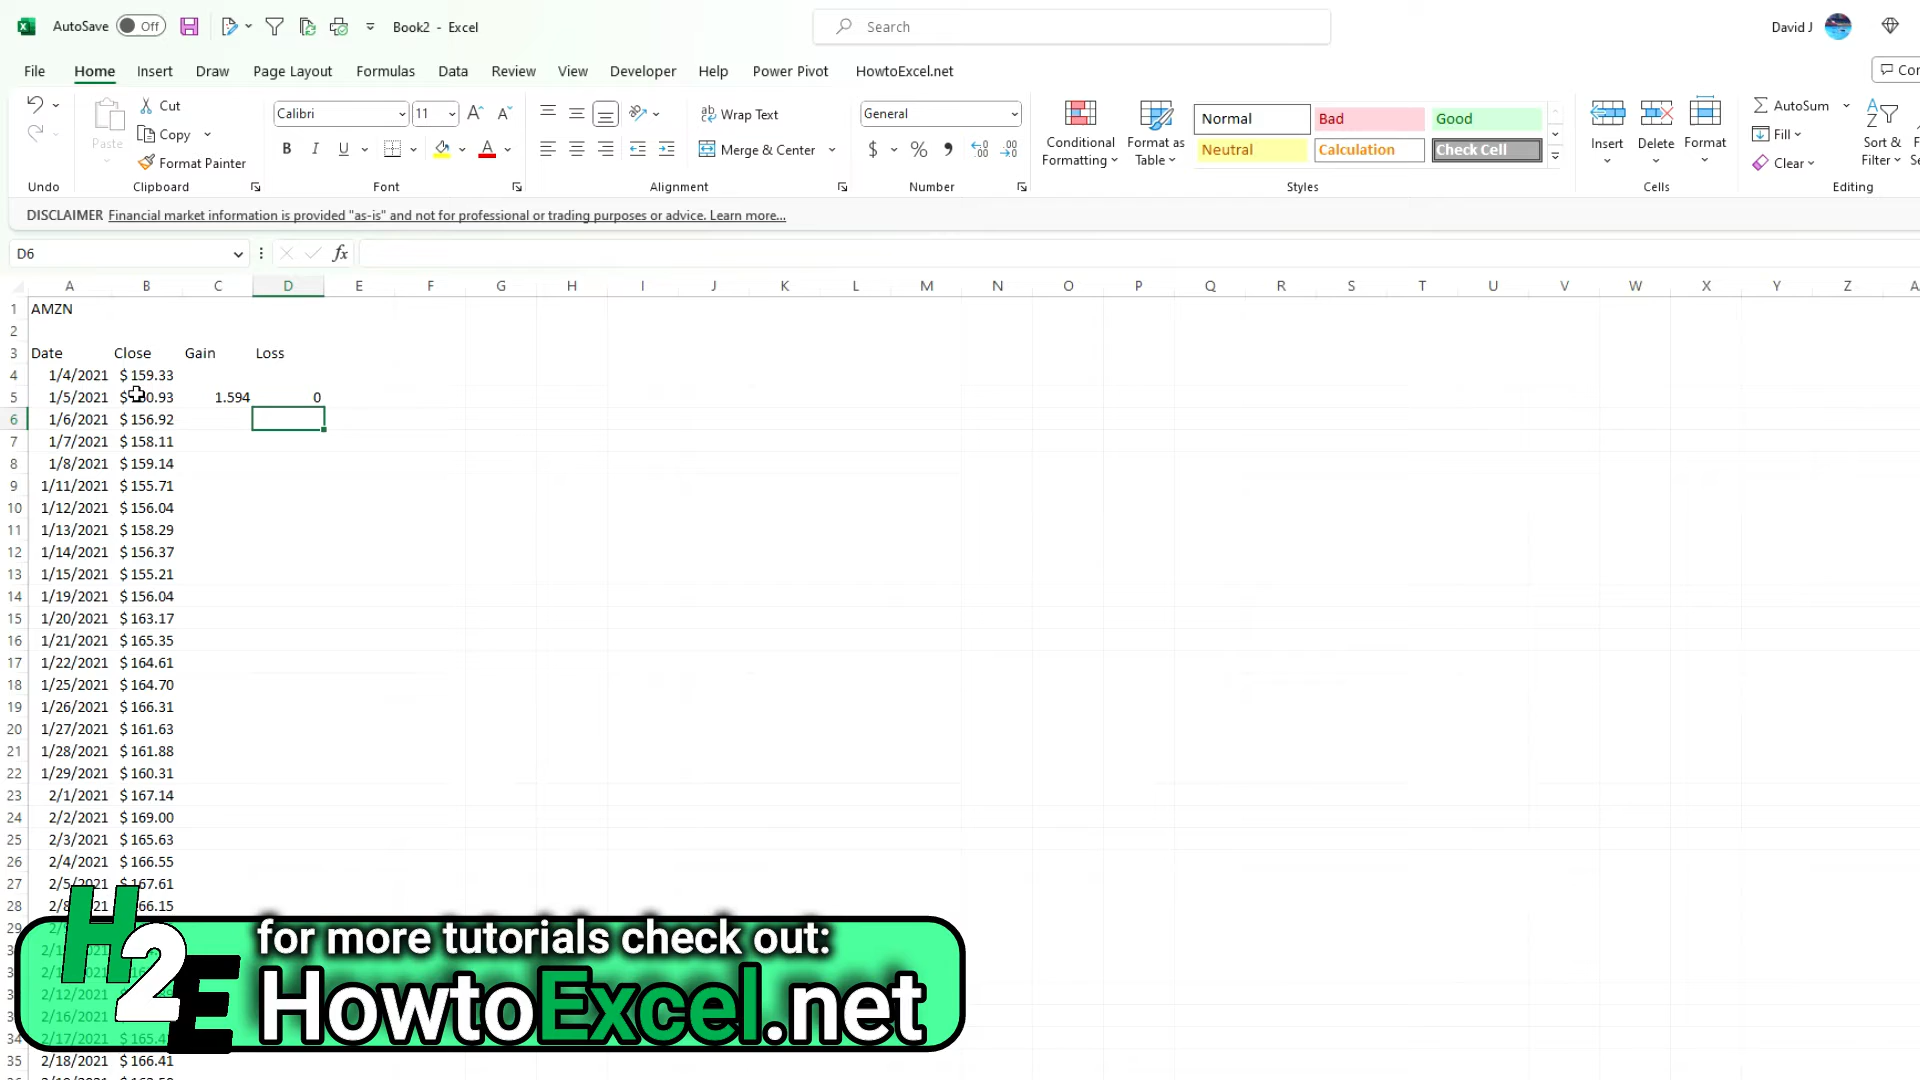 AutoSave Off Book2 - Excel Search David J
File Home Insert Draw Page Layout Formulas Data Review View Developer Help Power Pivot HowtoExcel.net
Cut Calibri 11 Wrap Text General Normal Bad Good AutoSum
Paste Copy Conditional Formatting Format as Table Insert Delete Format Fill Sort & Filter
Format Painter B I U A Merge & Center $ % Neutral Calculation Check Cell Clear
Undo Clipboard Font Alignment Number Styles Cells Editing
DISCLAIMER Financial market information is provided "as-is" and not for professional or trading purposes or advice. Learn more...
D6 fx
A B C D E F G H I J K L M N O P Q R S T U V W X Y Z
1 AMZN
2
3 Date Close Gain Loss
4 1/4/2021 $ 159.33
5 1/5/2021 1.594 0
6 1/6/2021 $ 156.92
7 1/7/2021 $ 158.11
8 1/8/2021 $ 159.14
9 1/11/2021 $ 155.71
10 1/12/2021 $ 156.04
11 1/13/2021 $ 158.29
12 1/14/2021 $ 156.37
13 1/15/2021 $ 155.21
14 1/19/2021 $ 156.04
15 1/20/2021 $ 163.17
16 1/21/2021 $ 165.35
17 1/22/2021 $ 164.61
18 1/25/2021 $ 164.70
19 1/26/2021 $ 166.31
20 1/27/2021 $ 161.63
21 1/28/2021 $ 161.88
22 1/29/2021 $ 160.31
23 2/1/2021 $ 167.14
24 2/2/2021 $ 169.00
25 2/3/2021 $ 165.63
26 2/4/2021 $ 166.55
27 2/5/2021 167.61
28
35 2/18/2021 $ 166.41
H2E
for more tutorials check out:
HowtoExcel.net